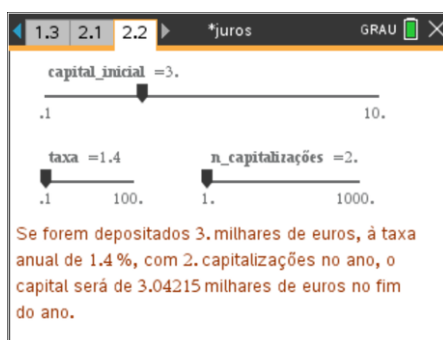 1.3 2.1 2.2 *juros GRAU
capital_inicial =3.
.1 10.
taxa =1.4 n_capitalizações =2.
.1 100. 1. 1000.
Se forem depositados 3. milhares de euros, à taxa
anual de 1.4 %, com 2. capitalizações no ano, o
capital será de 3.04215 milhares de euros no fim
do ano.